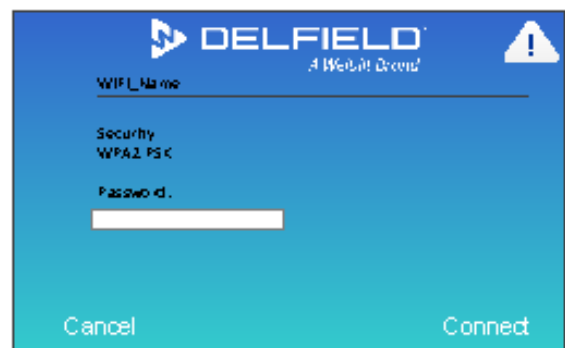 DELFIELD
A Welbilt Brand
WIFI_Name
Security
WPA2 PSK
Password:
Cancel
Connect